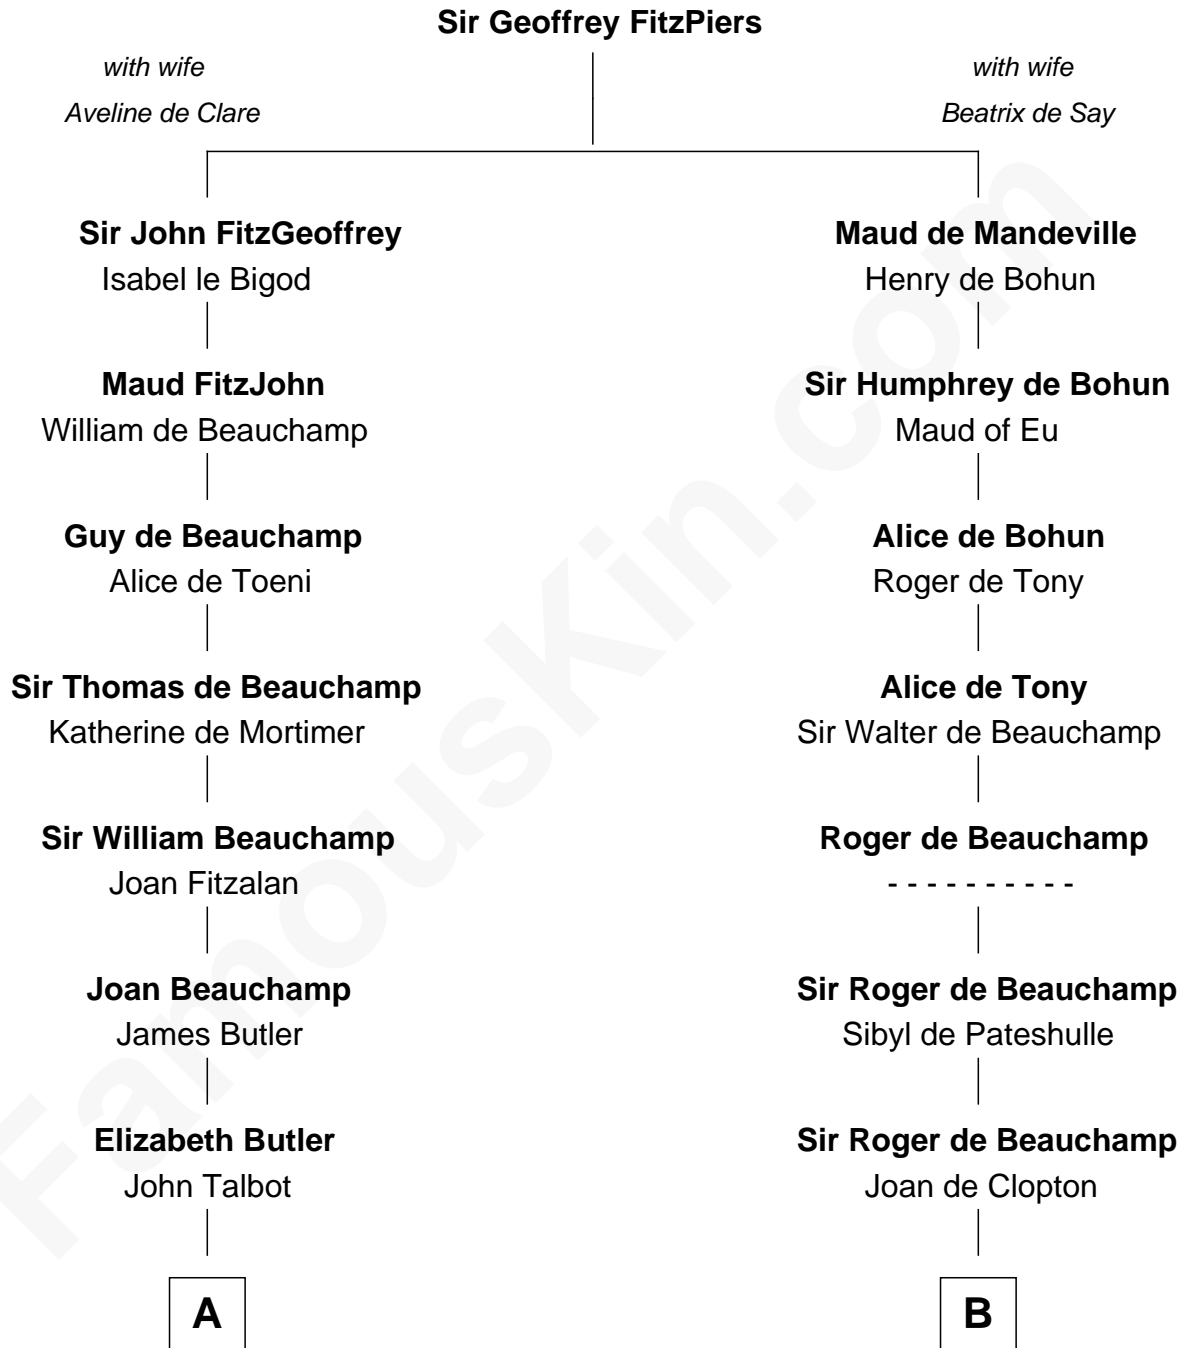 Sir Geoffrey FitzPiers
with wife
Aveline de Clare
with wife
Beatrix de Say
Sir John FitzGeoffrey
Isabel le Bigod
Maud de Mandeville
Henry de Bohun
Maud FitzJohn
William de Beauchamp
Sir Humphrey de Bohun
Maud of Eu
Guy de Beauchamp
Alice de Toeni
Alice de Bohun
Roger de Tony
Sir Thomas de Beauchamp
Katherine de Mortimer
Alice de Tony
Sir Walter de Beauchamp
Sir William Beauchamp
Joan Fitzalan
Roger de Beauchamp
- - - - - - - - - -
Joan Beauchamp
James Butler
Sir Roger de Beauchamp
Sibyl de Pateshulle
Elizabeth Butler
John Talbot
Sir Roger de Beauchamp
Joan de Clopton
A
B
FamousKin.com